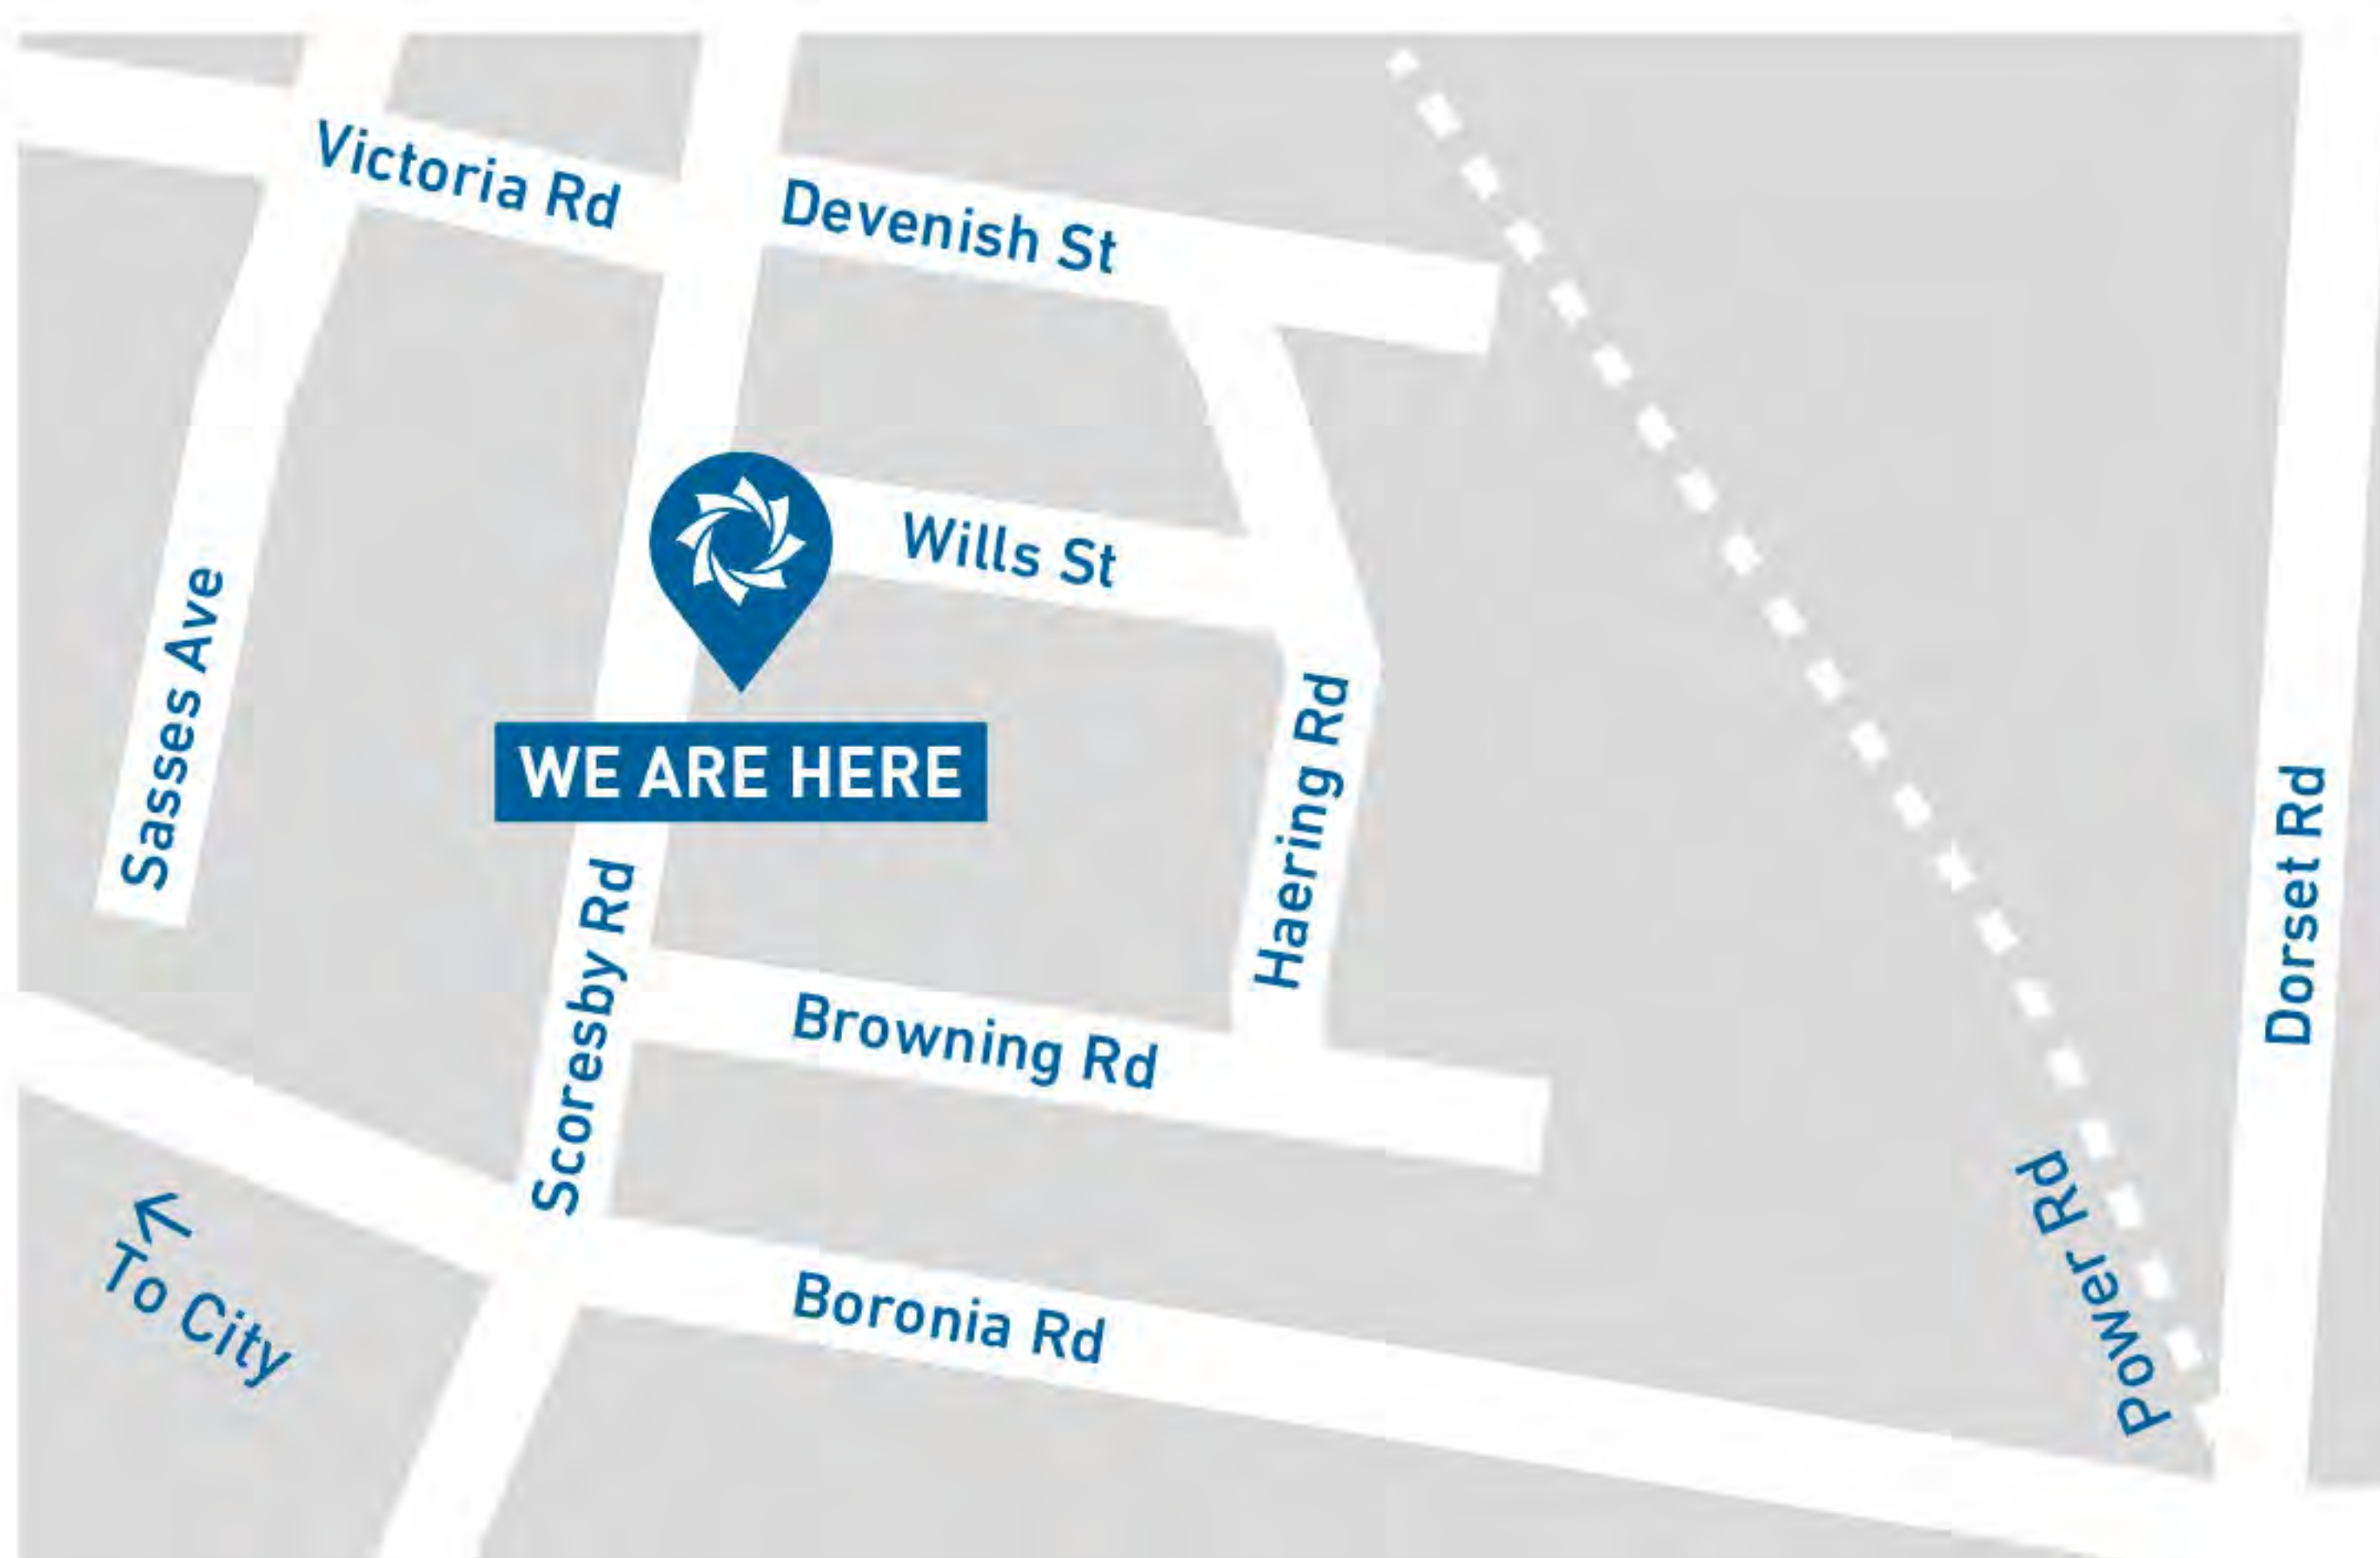 Victoria Rd
Devenish St
Wills St
Sasses Ave
Haering Rd
WE ARE HERE
Dorset Rd
Scoresby Rd
Browning Rd
Power Rd
←
To City
Boronia Rd